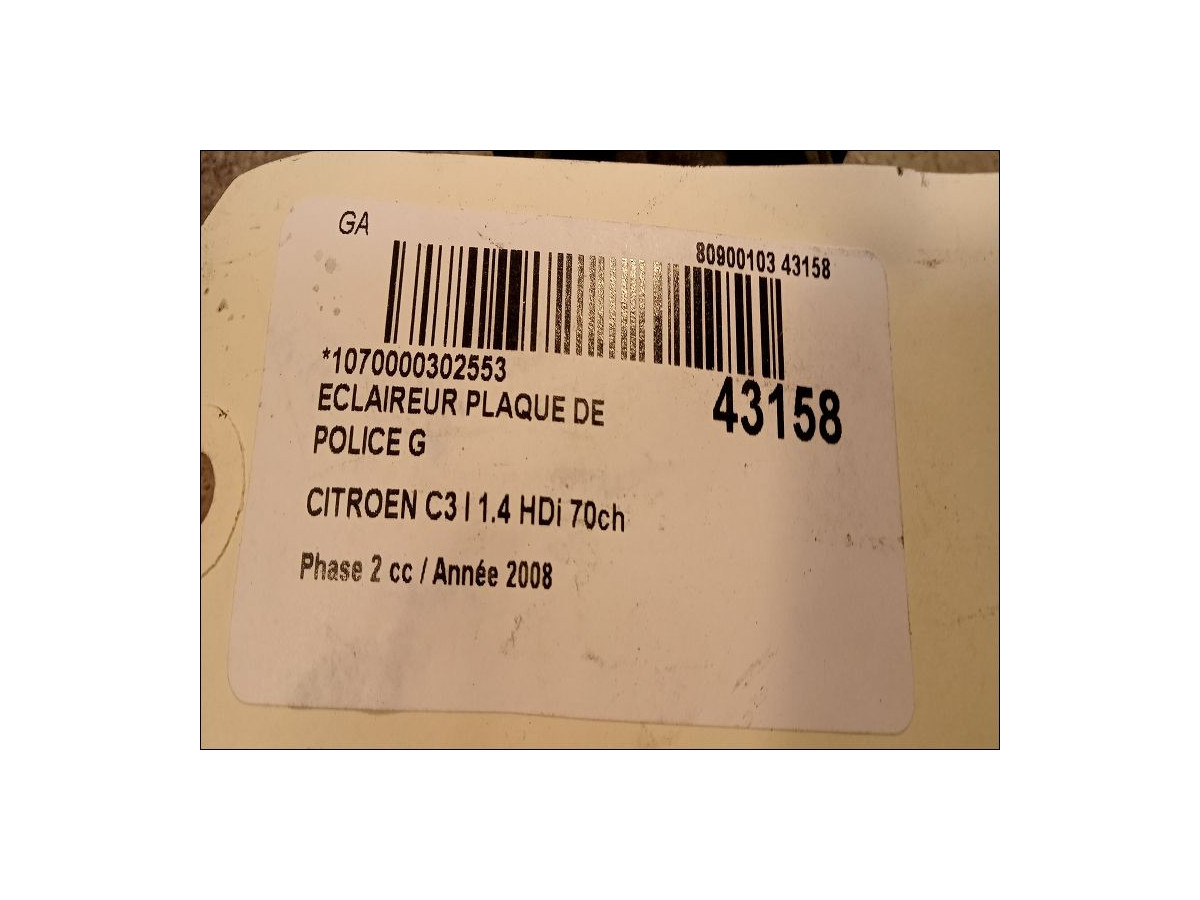 GA
80900103 43158
*1070000302553
ECLAIREUR PLAQUE DE
POLICE G
43158
CITROEN C3 I 1.4 HDi 70ch
Phase 2 cc / Année 2008